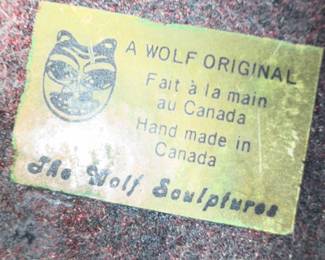 A WOLF ORIGINAL
Fait à la main
au Canada
Hand made in
Canada
The Wolf Sculptures